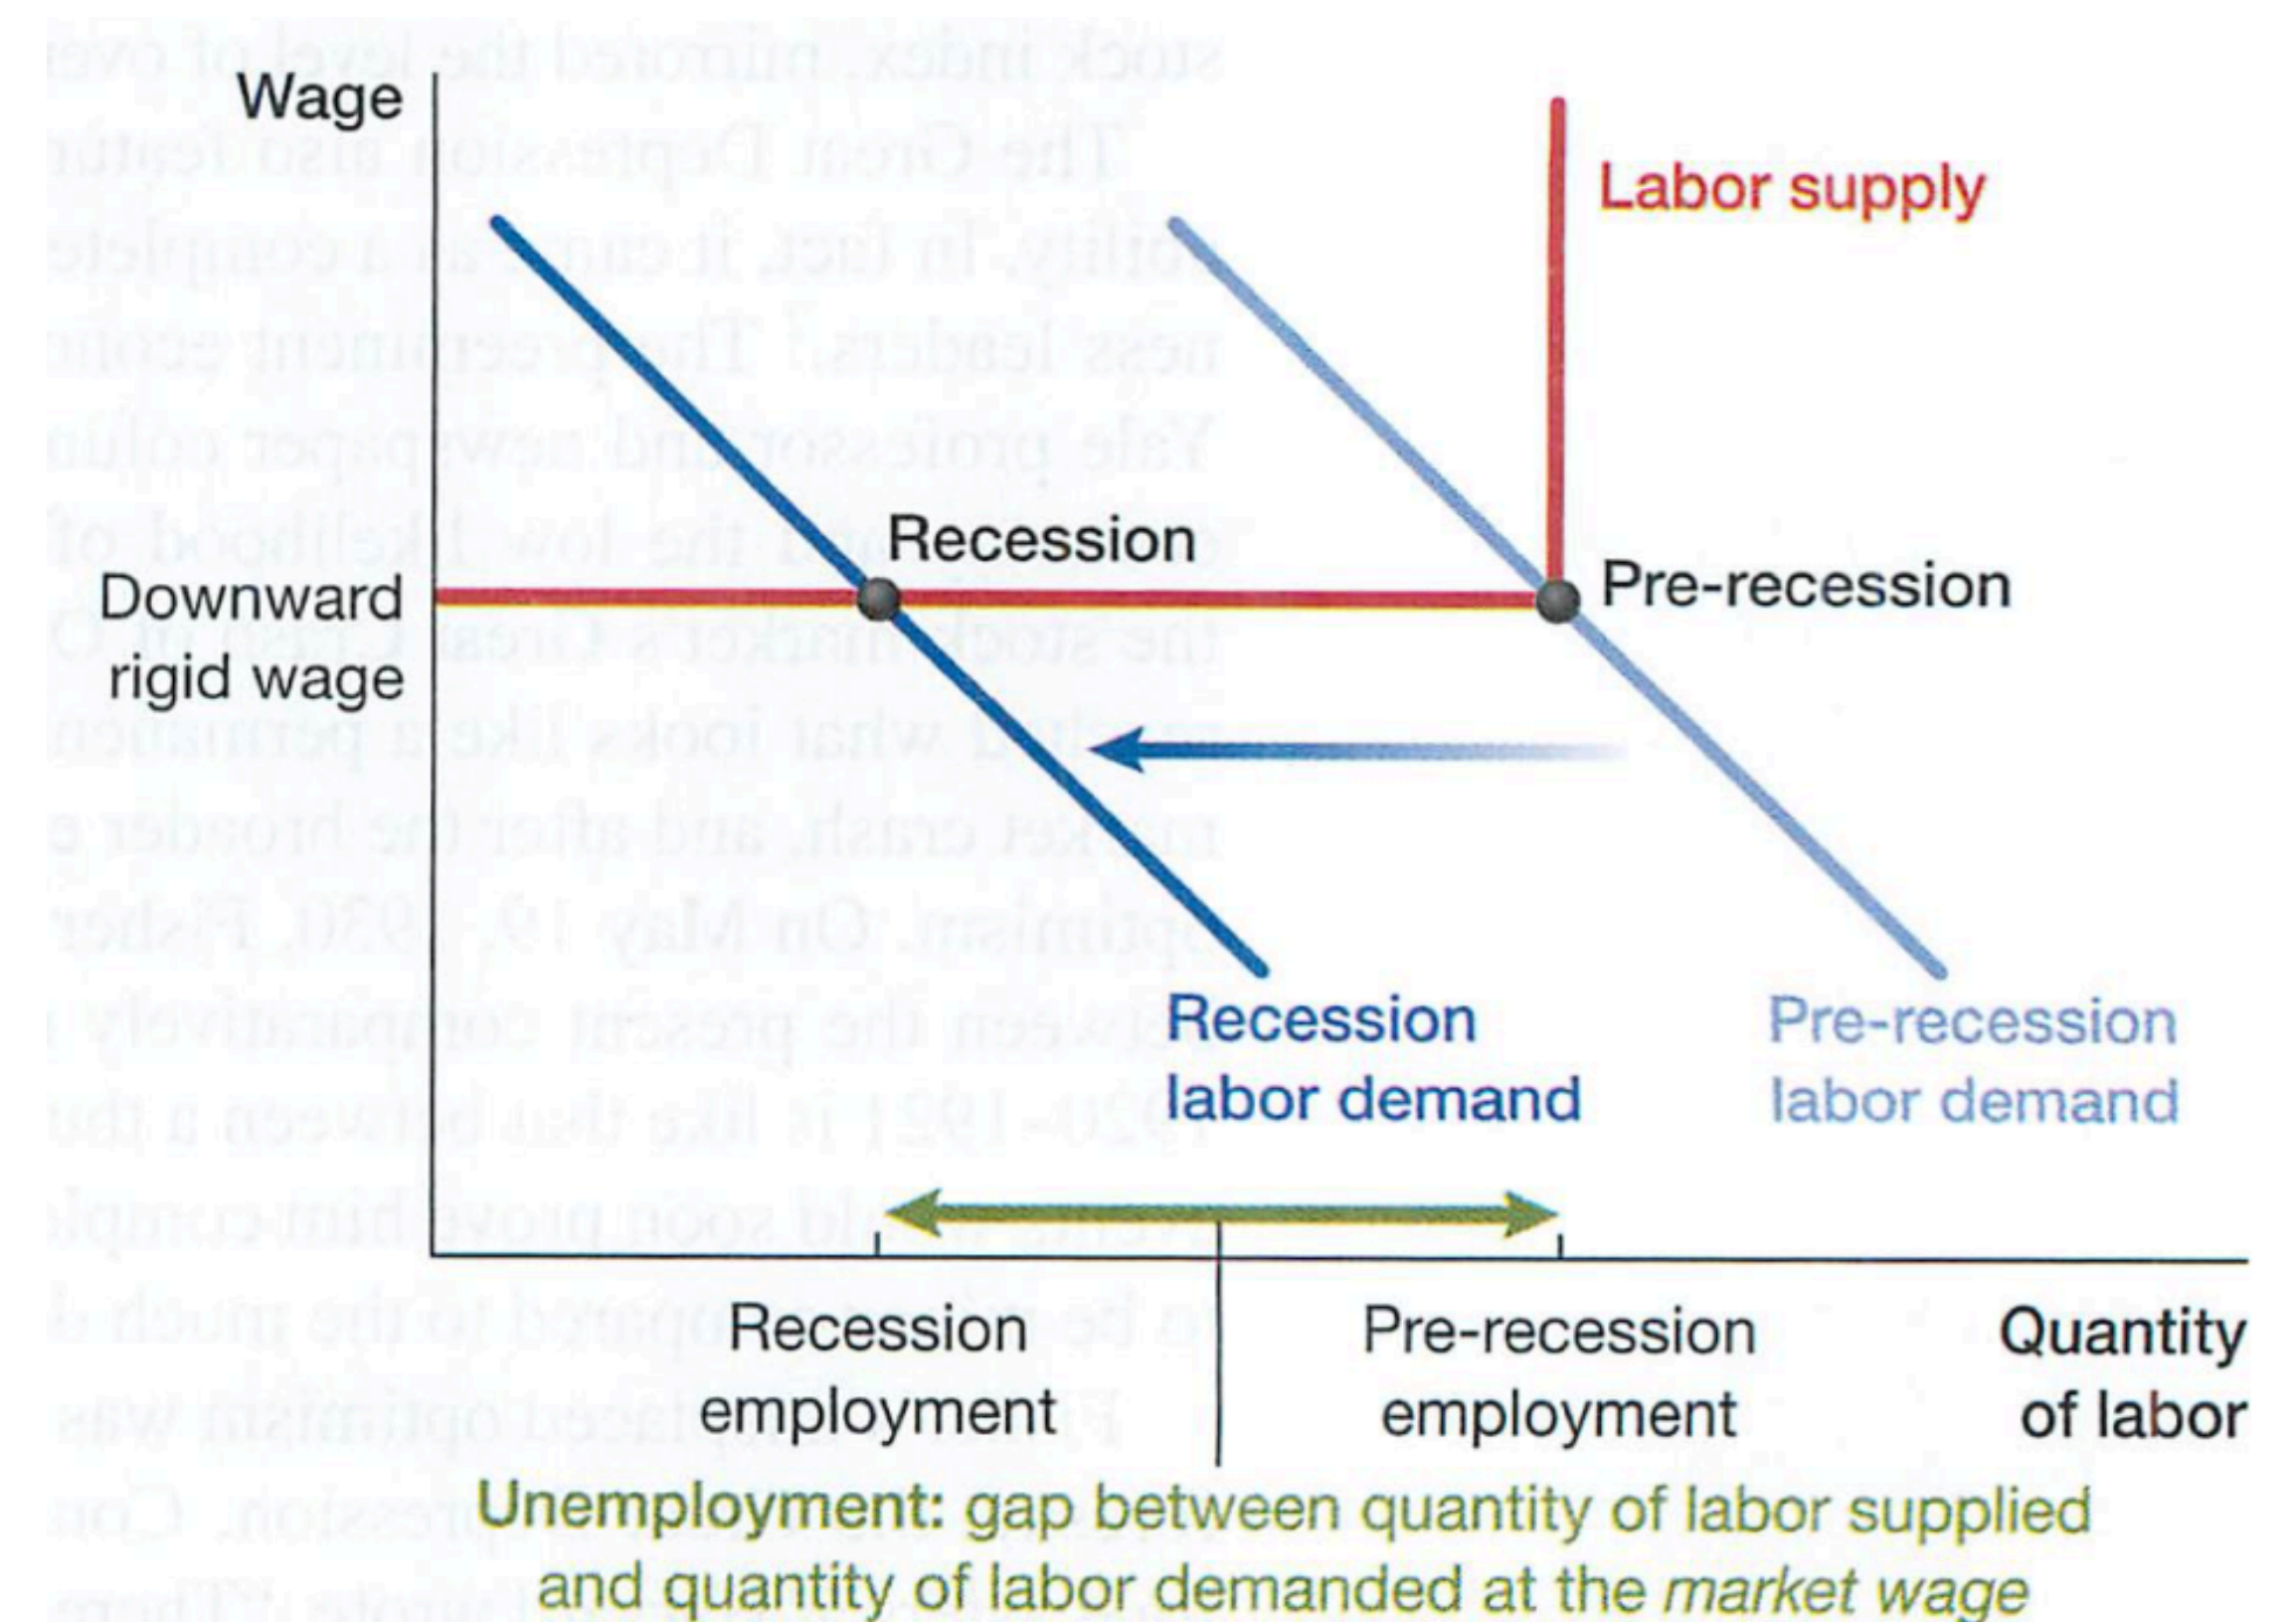 Wage
Labor supply
Recession
Pre-recession
Downward
rigid wage
Recession
labor demand
Pre-recession
labor demand
Recession
employment
Pre-recession
employment
Quantity
of labor
Unemployment: gap between quantity of labor supplied
and quantity of labor demanded at the market wage